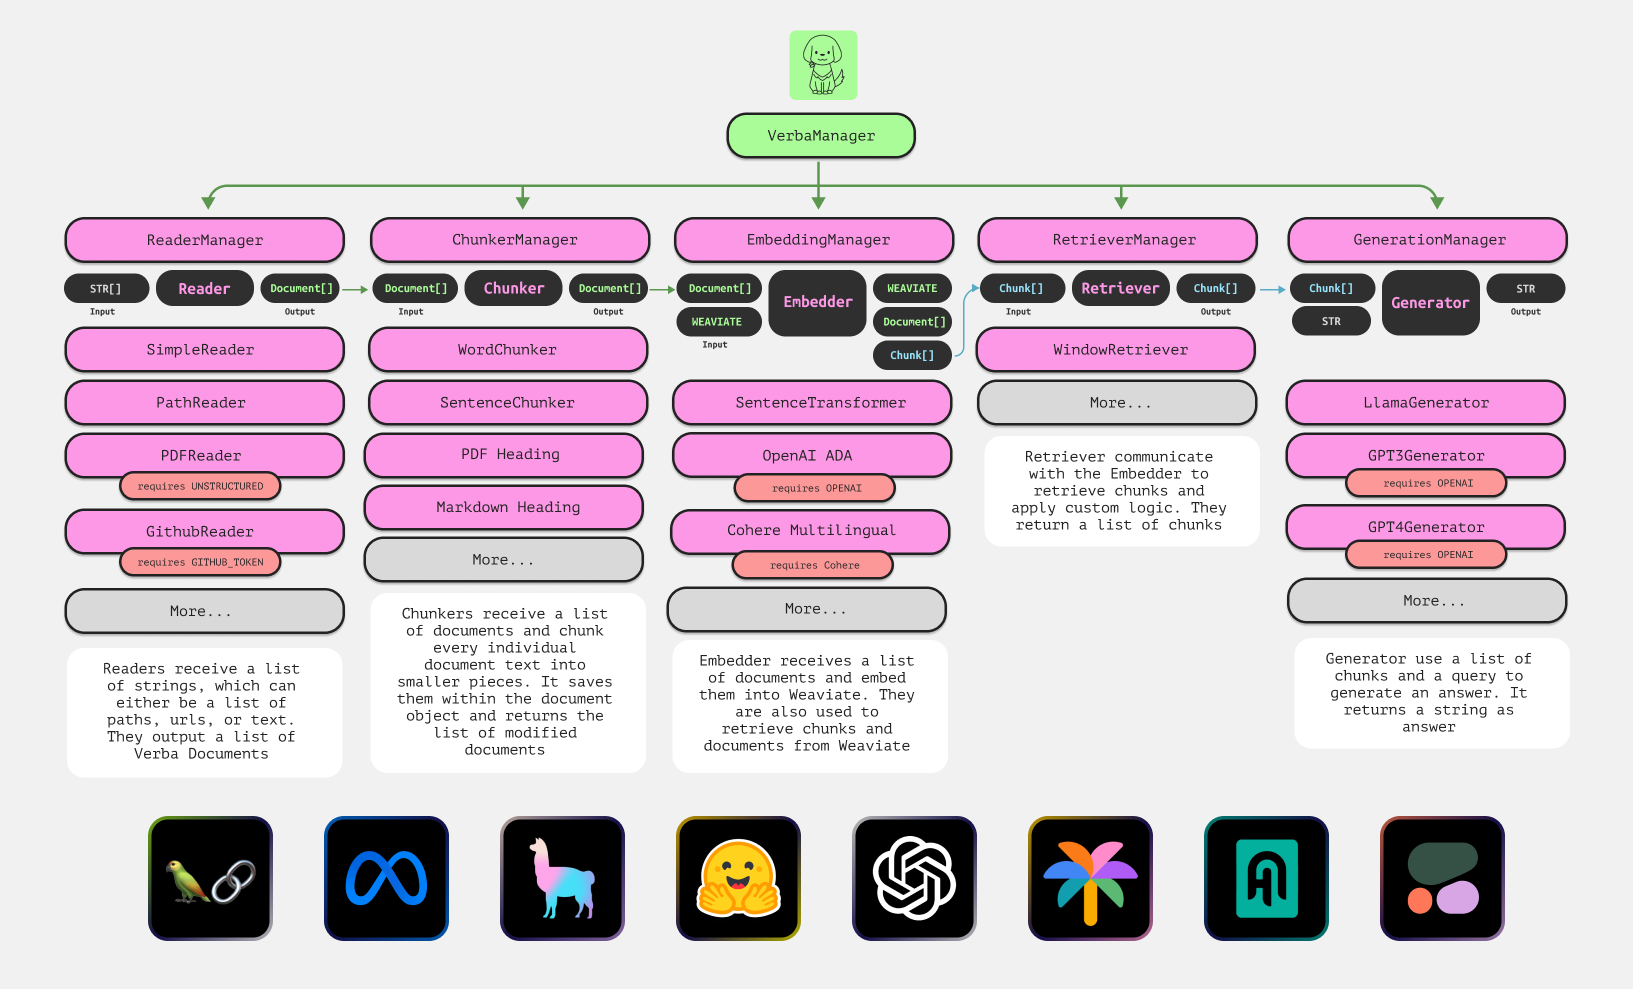 VerbaManager
ReaderManager
STR[]
Reader
Document[]
Input
Output
SimpleReader
PathReader
PDFReader
requires UNSTRUCTURED
GithubReader
requires GITHUB_TOKEN
More...
Readers receive a list
of strings, which can
either be a list of
paths, urls, or text.
They output a list of
Verba Documents
ChunkerManager
Document[]
Chunker
Document[]
Input
Output
WordChunker
SentenceChunker
PDF Heading
Markdown Heading
More...
Chunkers receive a list
of documents and chunk
every individual
document text into
smaller pieces. It saves
them within the document
object and returns the
list of modified
documents
EmbeddingManager
Document[]
Embedder
WEAVIATE
WEAVIATE
Document[]
Input
Chunk[]
SentenceTransformer
OpenAI ADA
requires OPENAI
Cohere Multilingual
requires Cohere
More...
Embedder receives a list
of documents and embed
them into Weaviate. They
are also used to
retrieve chunks and
documents from Weaviate
RetrieverManager
Chunk[]
Retriever
Chunk[]
Input
Output
WindowRetriever
More...
Retriever communicate
with the Embedder to
retrieve chunks and
apply custom logic. They
return a list of chunks
GenerationManager
Chunk[]
Generator
STR
STR
Output
LlamaGenerator
GPT3Generator
requires OPENAI
GPT4Generator
requires OPENAI
More...
Generator use a list of
chunks and a query to
generate an answer. It
returns a string as
answer